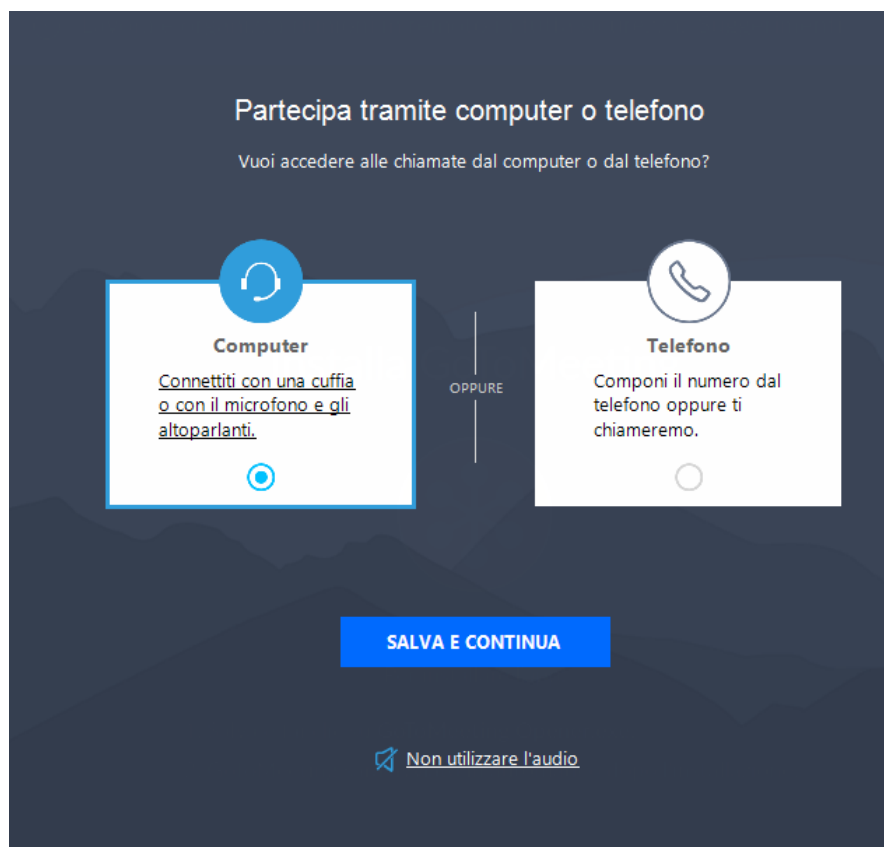 Partecipa tramite computer o telefono
Vuoi accedere alle chiamate dal computer o dal telefono?
Computer
Connettiti con una cuffia
o con il microfono e gli
altoparlanti.
OPPURE
Telefono
Componi il numero dal
telefono oppure ti
chiameremo.
SALVA E CONTINUA
Non utilizzare l'audio